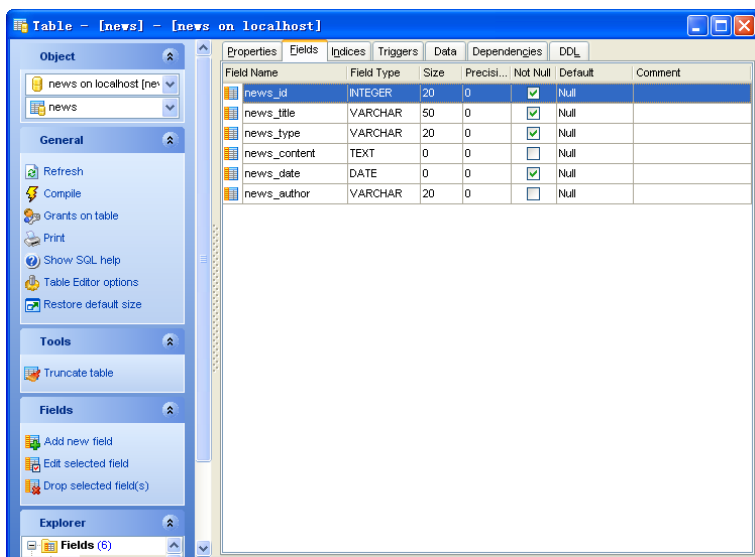 Table - [news] - [news on localhost]
Object
news on localhost [nev
news
General
Refresh
Compile
Grants on table
Print
Show SQL help
Table Editor options
Restore default size
Tools
Truncate table
Fields
Add new field
Edit selected field
Drop selected field(s)
Explorer
Fields (6)
Properties Fields Indices Triggers Data Dependencies DDL
Field Name Field Type Size Precisi... Not Null Default Comment
news_id INTEGER 20 0 Null
news_title VARCHAR 50 0 Null
news_type VARCHAR 20 0 Null
news_content TEXT 0 0 Null
news_date DATE 0 0 Null
news_author VARCHAR 20 0 Null